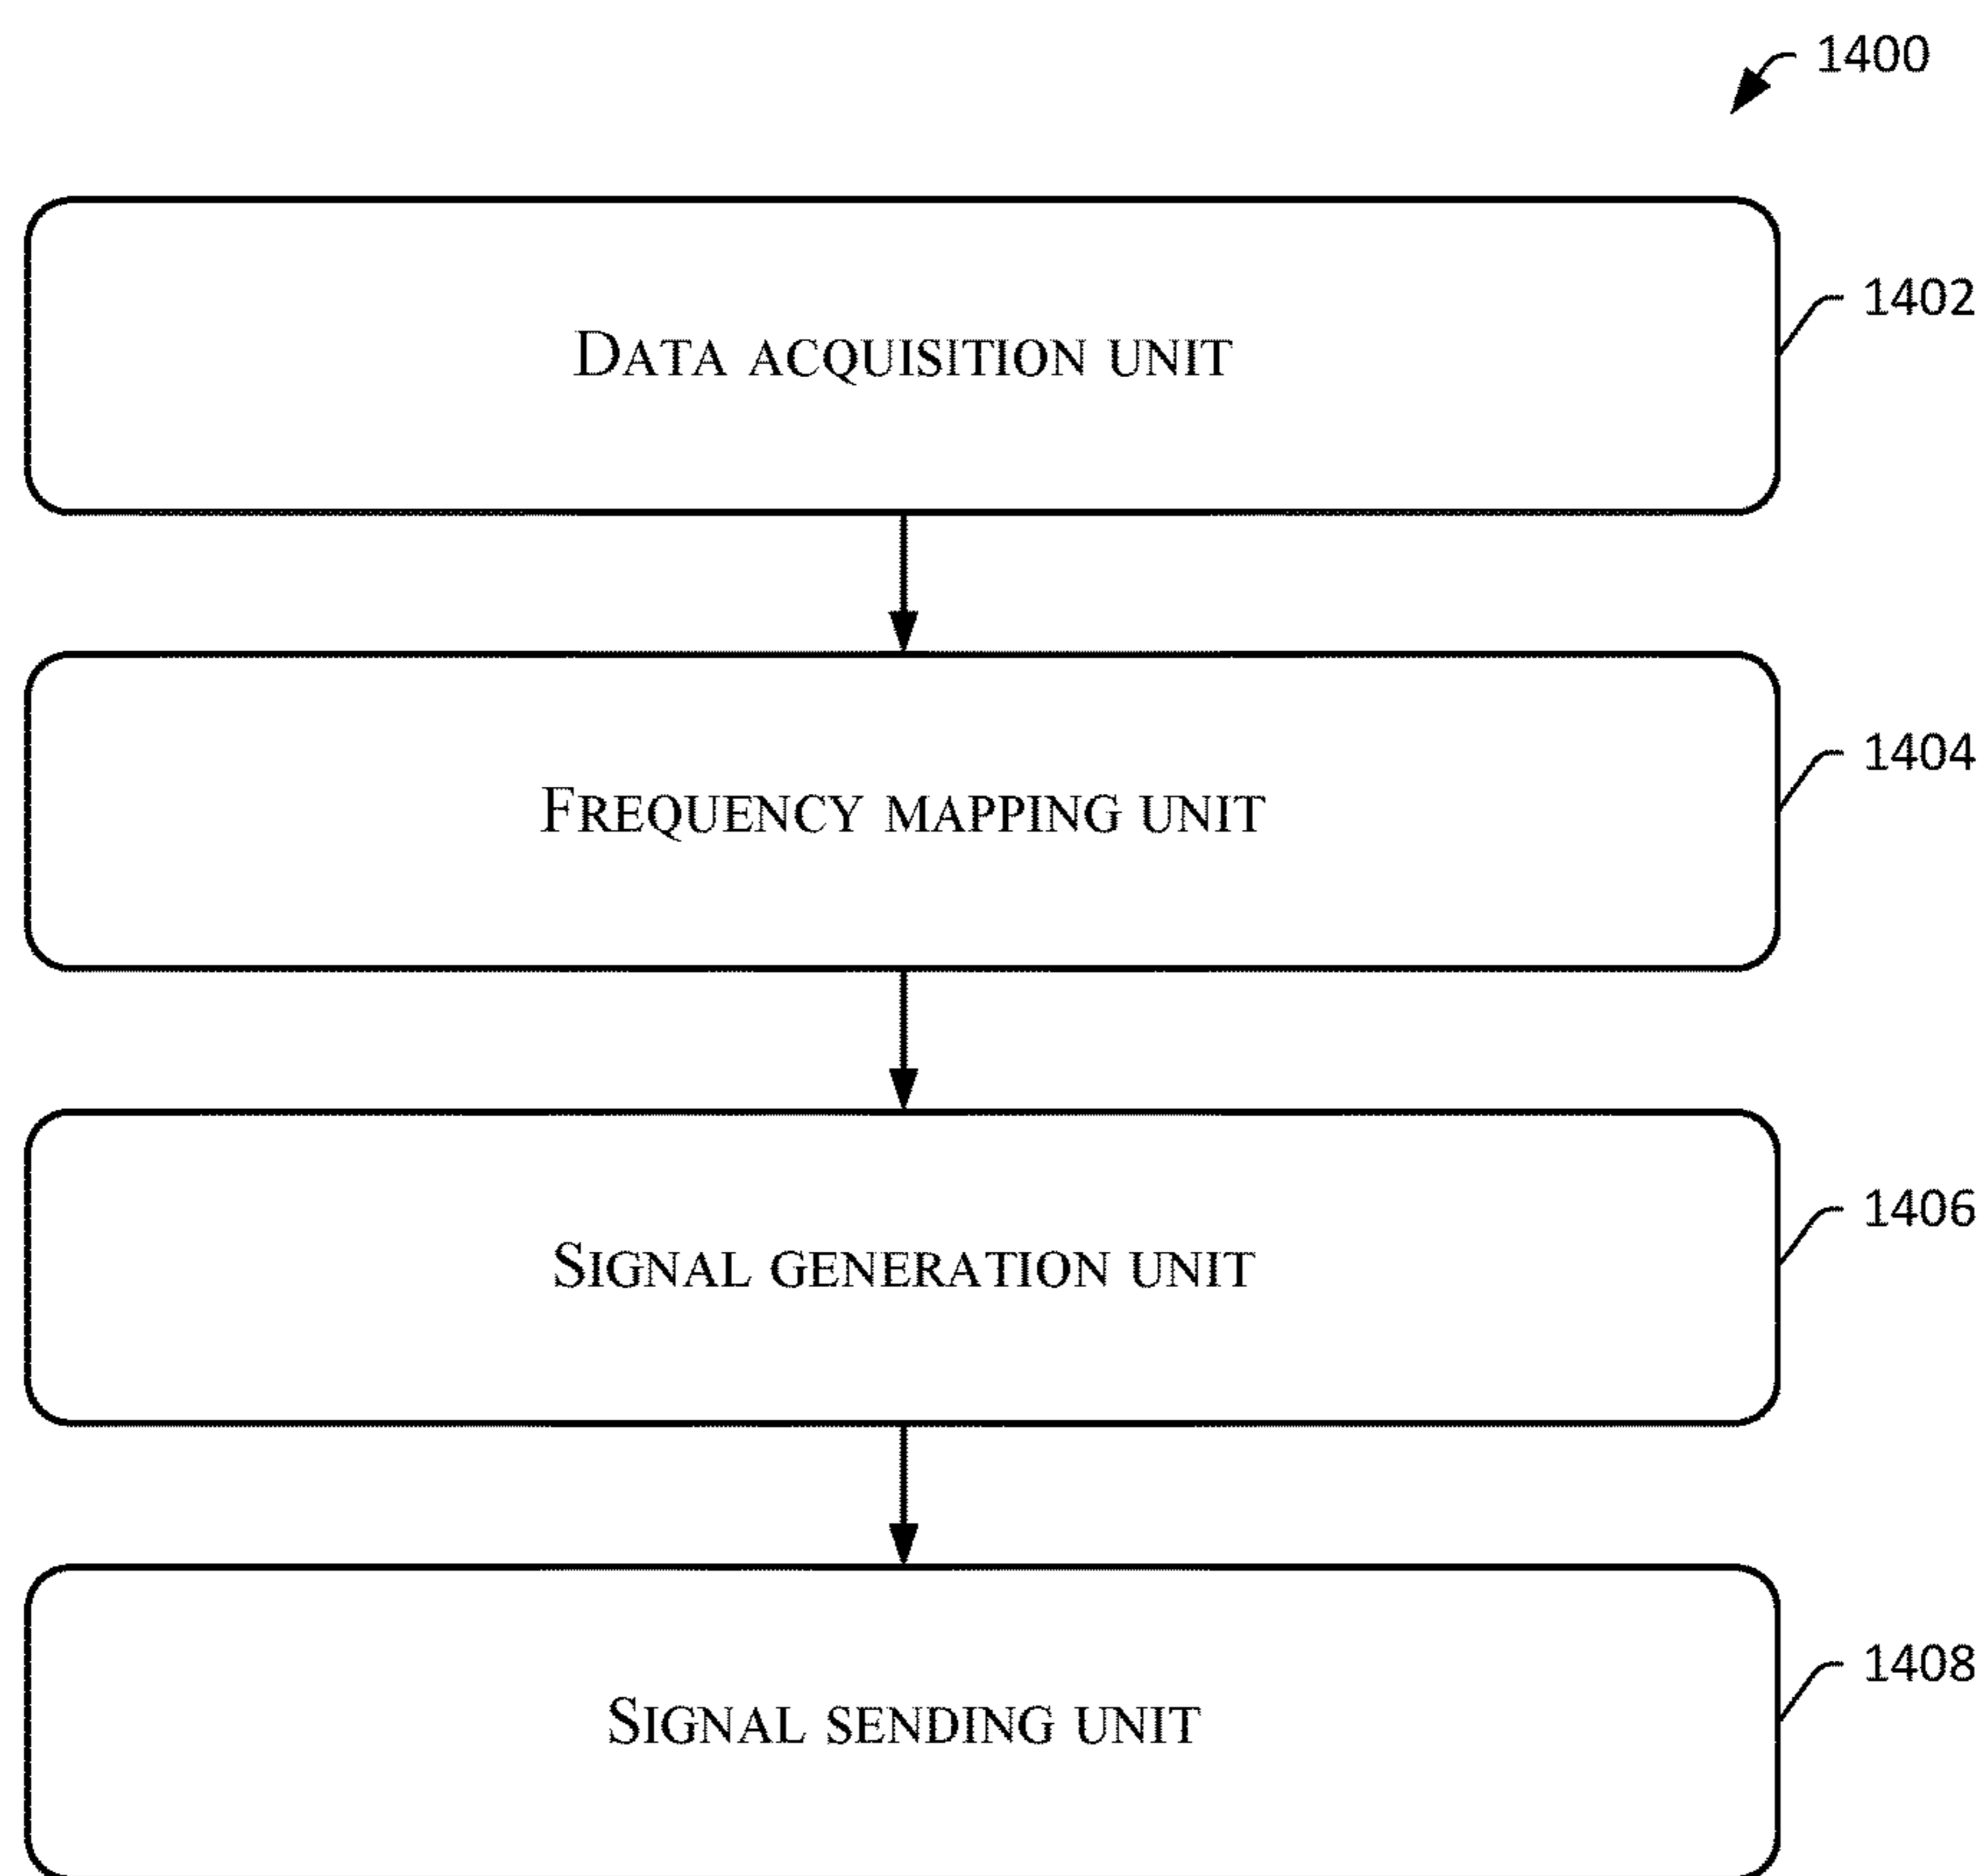 1400
DATA ACQUISITION UNIT
1402
FREQUENCY MAPPING UNIT
1404
SIGNAL GENERATION UNIT
1406
SIGNAL SENDING UNIT
1408